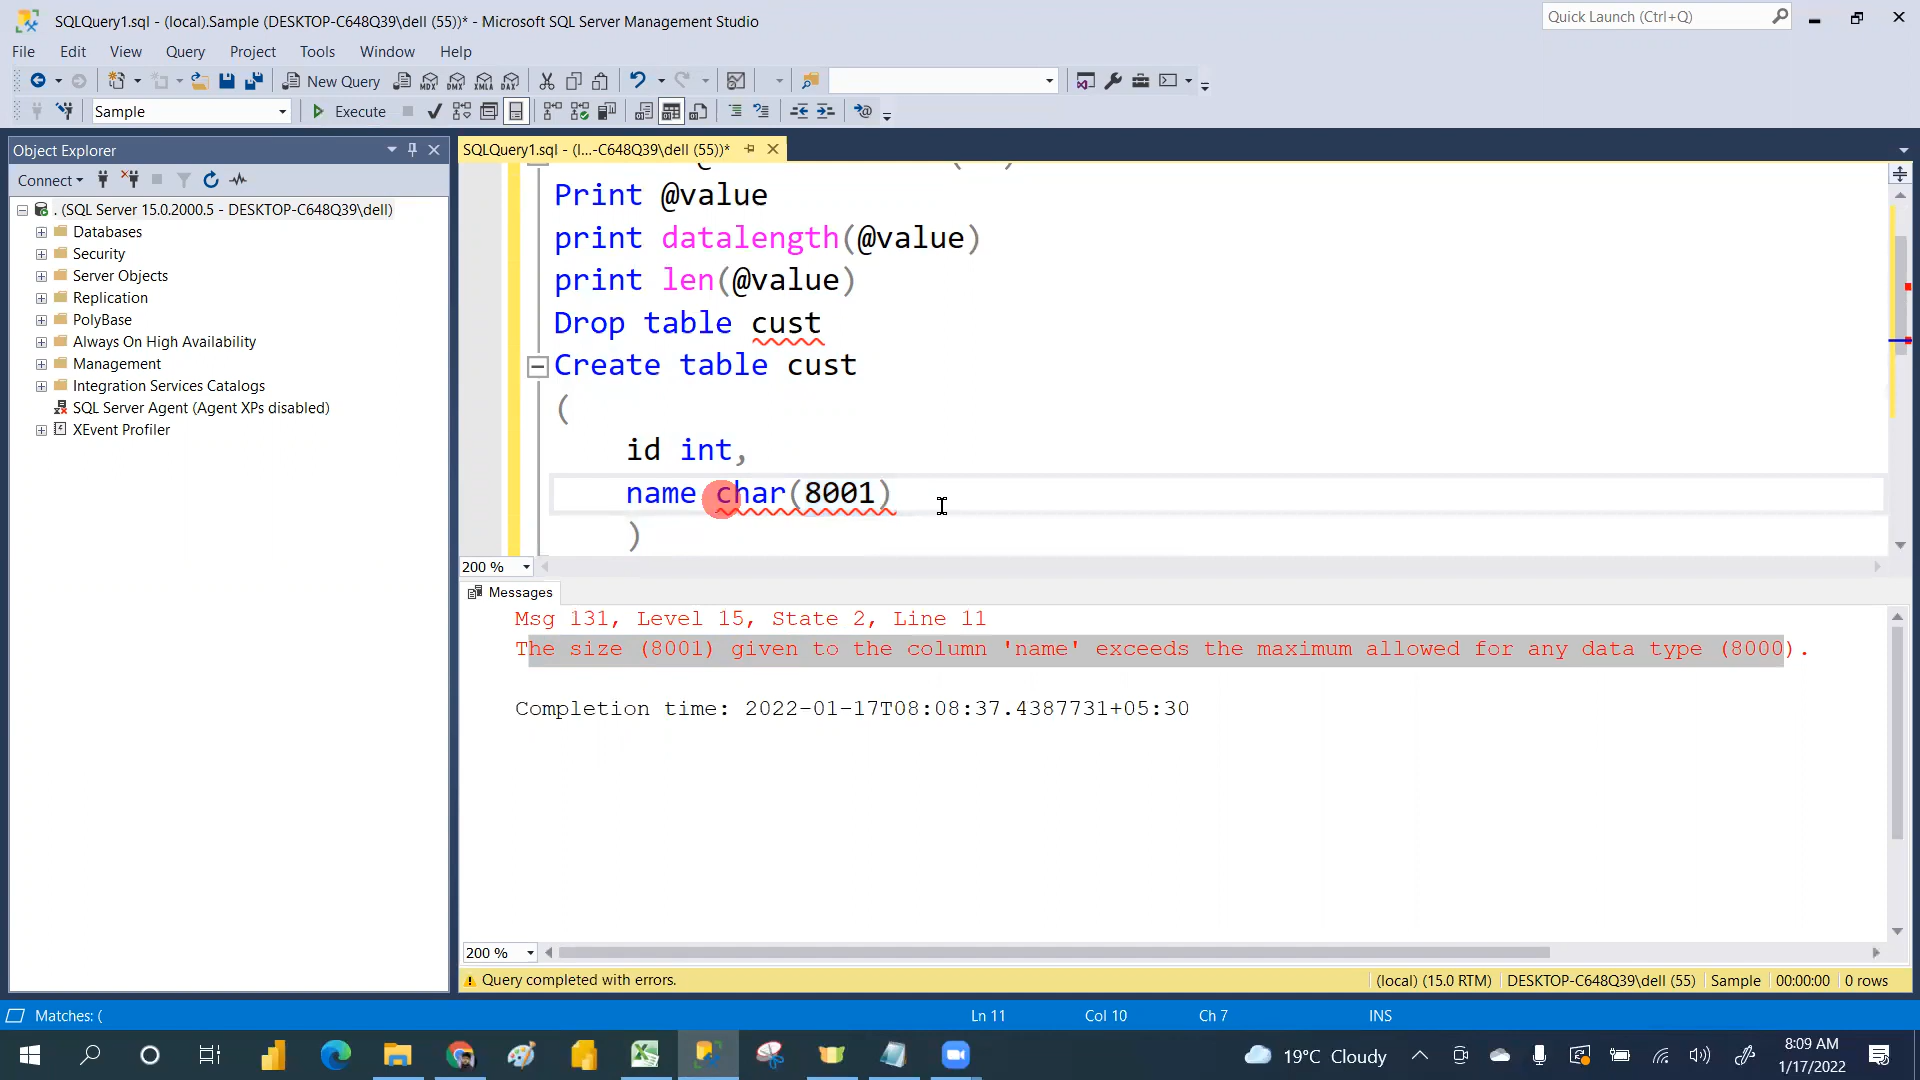 SQLQuery1.sql - (local).Sample (DESKTOP-C648Q39\dell (55))* - Microsoft SQL Server Management Studio
Quick Launch (Ctrl+Q)
File Edit View Query Project Tools Window Help
New Query
MDX DMX XMLA DAX
Sample
Execute
Object Explorer
SQLQuery1.sql - (l...-C648Q39\dell (55))*
Connect
. (SQL Server 15.0.2000.5 - DESKTOP-C648Q39\dell)
Databases
Security
Server Objects
Replication
PolyBase
Always On High Availability
Management
Integration Services Catalogs
SQL Server Agent (Agent XPs disabled)
XEvent Profiler
Print @value
print datalength(@value)
print len(@value)
Drop table cust
Create table cust
(
id int,
name char(8001)
)
200 %
Messages
Msg 131, Level 15, State 2, Line 11
The size (8001) given to the column 'name' exceeds the maximum allowed for any data type (8000).
Completion time: 2022-01-17T08:08:37.4387731+05:30
200 %
Query completed with errors.
(local) (15.0 RTM)
DESKTOP-C648Q39\dell (55)
Sample
00:00:00
0 rows
Matches: (
Ln 11
Col 10
Ch 7
INS
19°C Cloudy
8:09 AM
1/17/2022